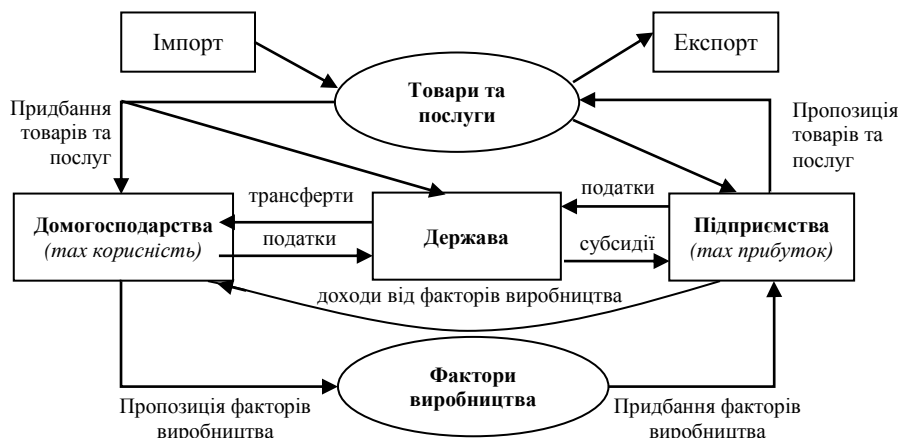 Імпорт
Експорт
Товари та
послуги
Придбання
товарів та
послуг
Пропозиція
товарів та
послуг
Домогосподарства
(max корисність)
трансферти
податки
Держава
податки
субсидії
Підприємства
(max прибуток)
доходи від факторів виробництва
Фактори
виробництва
Пропозиція факторів
виробництва
Придбання факторів
виробництва